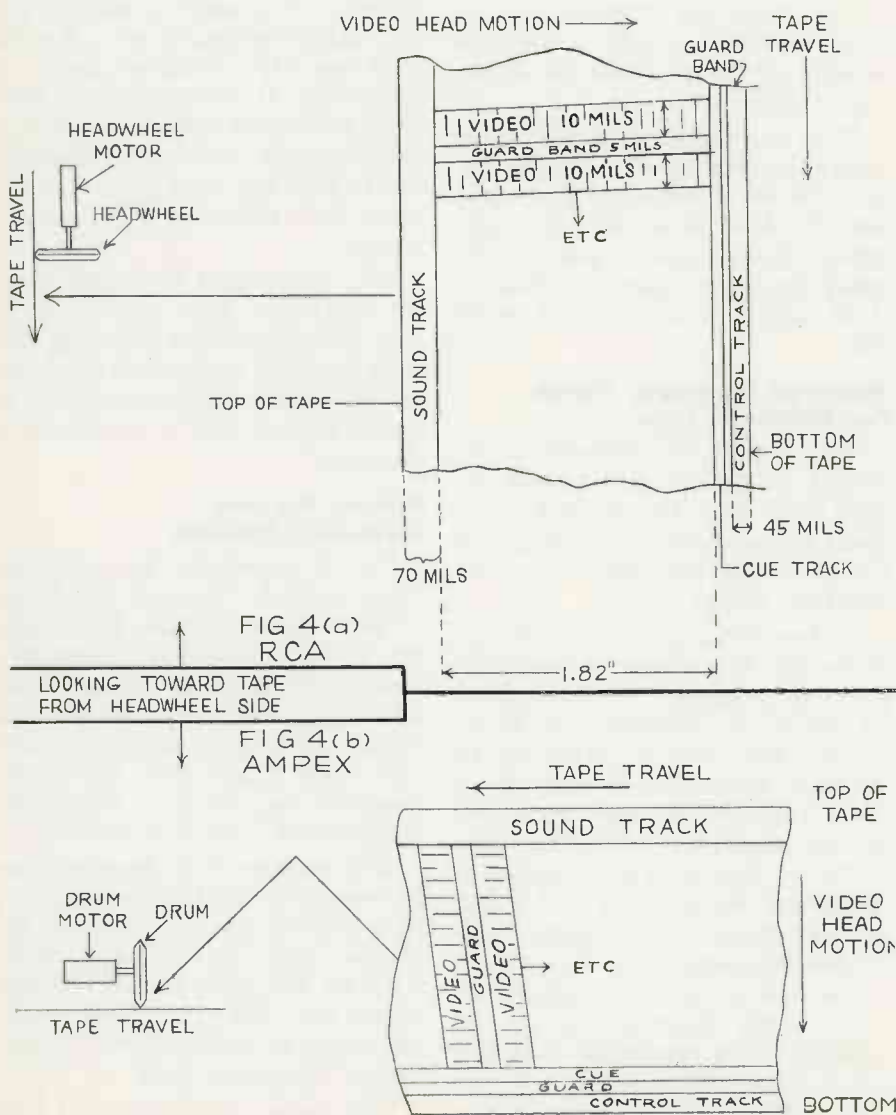 VIDEO HEAD MOTION
TAPE
TRAVEL
GUARD
BAND
HEADWHEEL
MOTOR
HEADWHEEL
TAPE TRAVEL
VIDEO 10 MILS
GUARD BAND 5 MILS
VIDEO 10 MILS
ETC
SOUND TRACK
CONTROL TRACK
TOP OF TAPE
BOTTOM
OF TAPE
45 MILS
CUE TRACK
70 MILS
1.82"
FIG 4(a)
RCA
LOOKING TOWARD TAPE
FROM HEADWHEEL SIDE
FIG 4(b)
AMPEX
TAPE TRAVEL
TOP OF
TAPE
SOUND TRACK
VIDEO
HEAD
MOTION
DRUM
MOTOR
DRUM
TAPE TRAVEL
VIDEO
GUARD
VIDEO
ETC
CUE
GUARD
CONTROL TRACK
BOTTOM